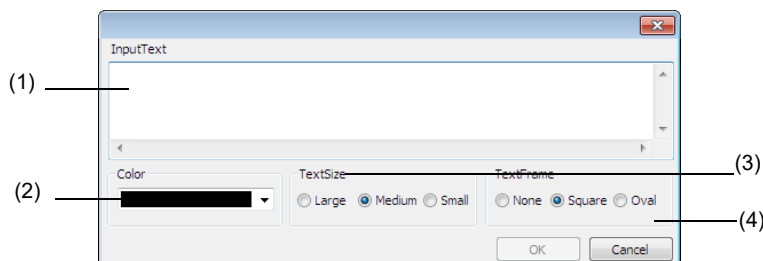 InputText
(1)
(3)
Color
TextSize
TextFrame
(2)
Large Medium Small
None Square Oval
(4)
OK Cancel